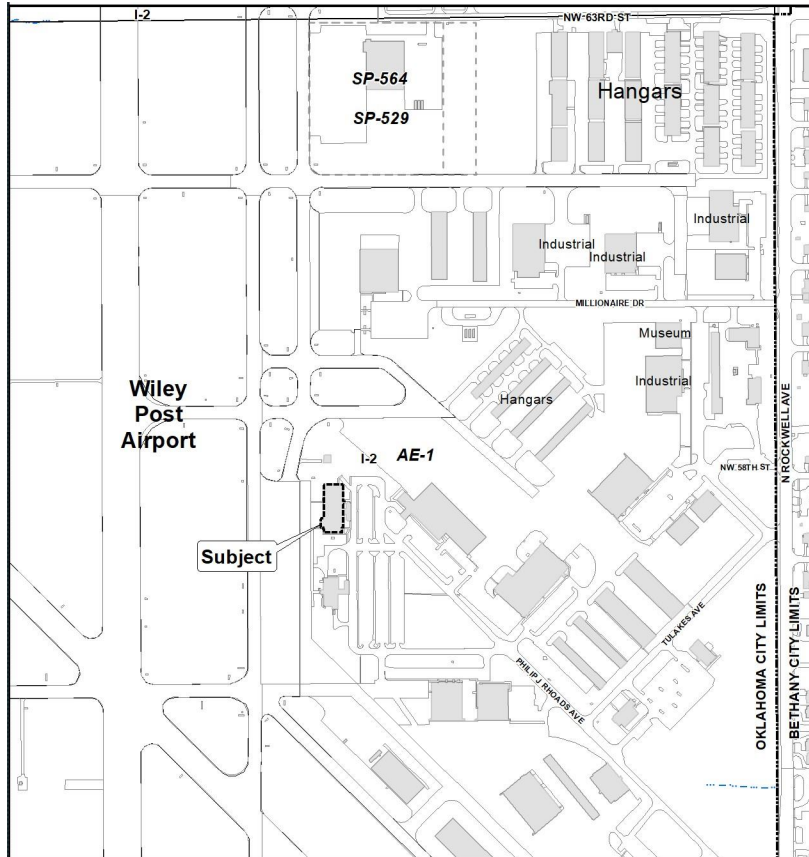 I-2
NW 63RD ST
SP-564
Hangars
SP-529
Industrial
Industrial
Industrial
MILLIONAIRE DR
Museum
Industrial
Wiley
Post
Airport
Hangars
N ROCKWELL AVE
I-2
AE-1
NW 58TH ST
Subject
TULAKES AVE
PHILIP J RHOADS AVE
OKLAHOMA CITY LIMITS
BETHANY CITY LIMITS